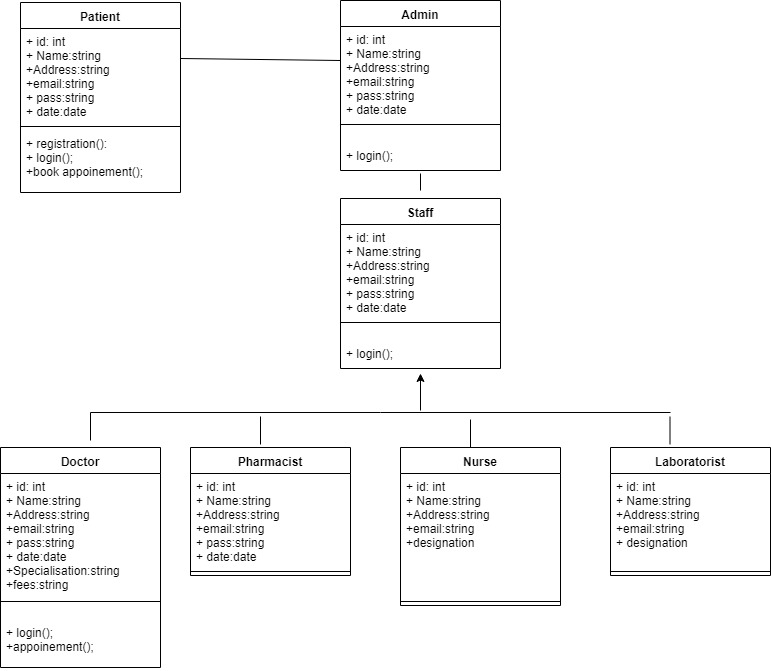 Patient
+ id: int
+ Name:string
+Address:string
+email:string
+ pass:string
+ date:date
+ registration():
+ login();
+book appoinement();
Admin
+ id: int
+ Name:string
+Address:string
+email:string
+ pass:string
+ date:date
+ login();
Staff
+ id: int
+ Name:string
+Address:string
+email:string
+ pass:string
+ date:date
+ login();
Doctor
+ id: int
+ Name:string
+Address:string
+email:string
+ pass:string
+ date:date
+Specialisation:string
+fees:string
+ login();
+appoinement();
Pharmacist
+ id: int
+ Name:string
+Address:string
+email:string
+ pass:string
+ date:date
Nurse
+ id: int
+ Name:string
+Address:string
+email:string
+designation
Laboratorist
+ id: int
+ Name:string
+Address:string
+email:string
+ designation